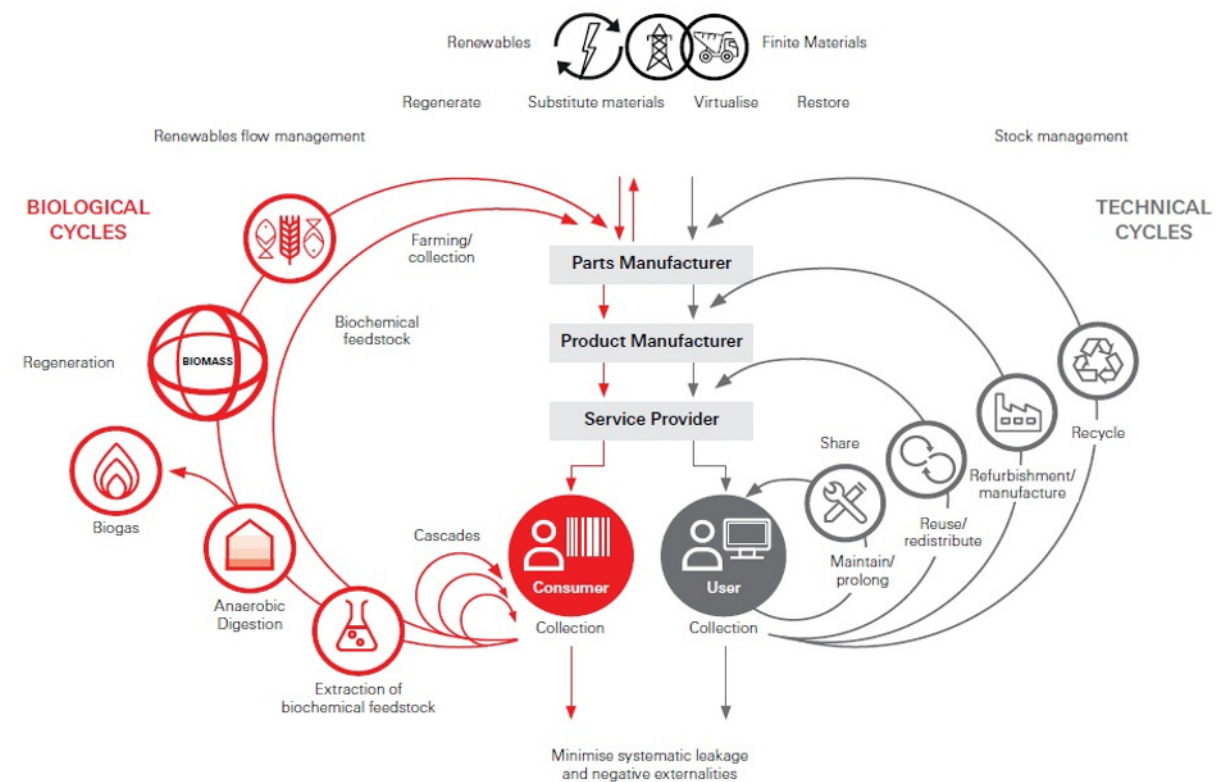 Renewables
Finite Materials
Regenerate
Substitute materials
Virtualise
Restore
Renewables flow management
Stock management
BIOLOGICAL
CYCLES
TECHNICAL
CYCLES
Farming/
collection
Parts Manufacturer
Biochemical
feedstock
Product Manufacturer
Regeneration
BIOMASS
Service Provider
Share
Recycle
Refurbishment/
manufacture
Biogas
Reuse/
redistribute
Cascades
Maintain/
prolong
Consumer
User
Anaerobic
Digestion
Collection
Collection
Extraction of
biochemical feedstock
Minimise systematic leakage
and negative externalities